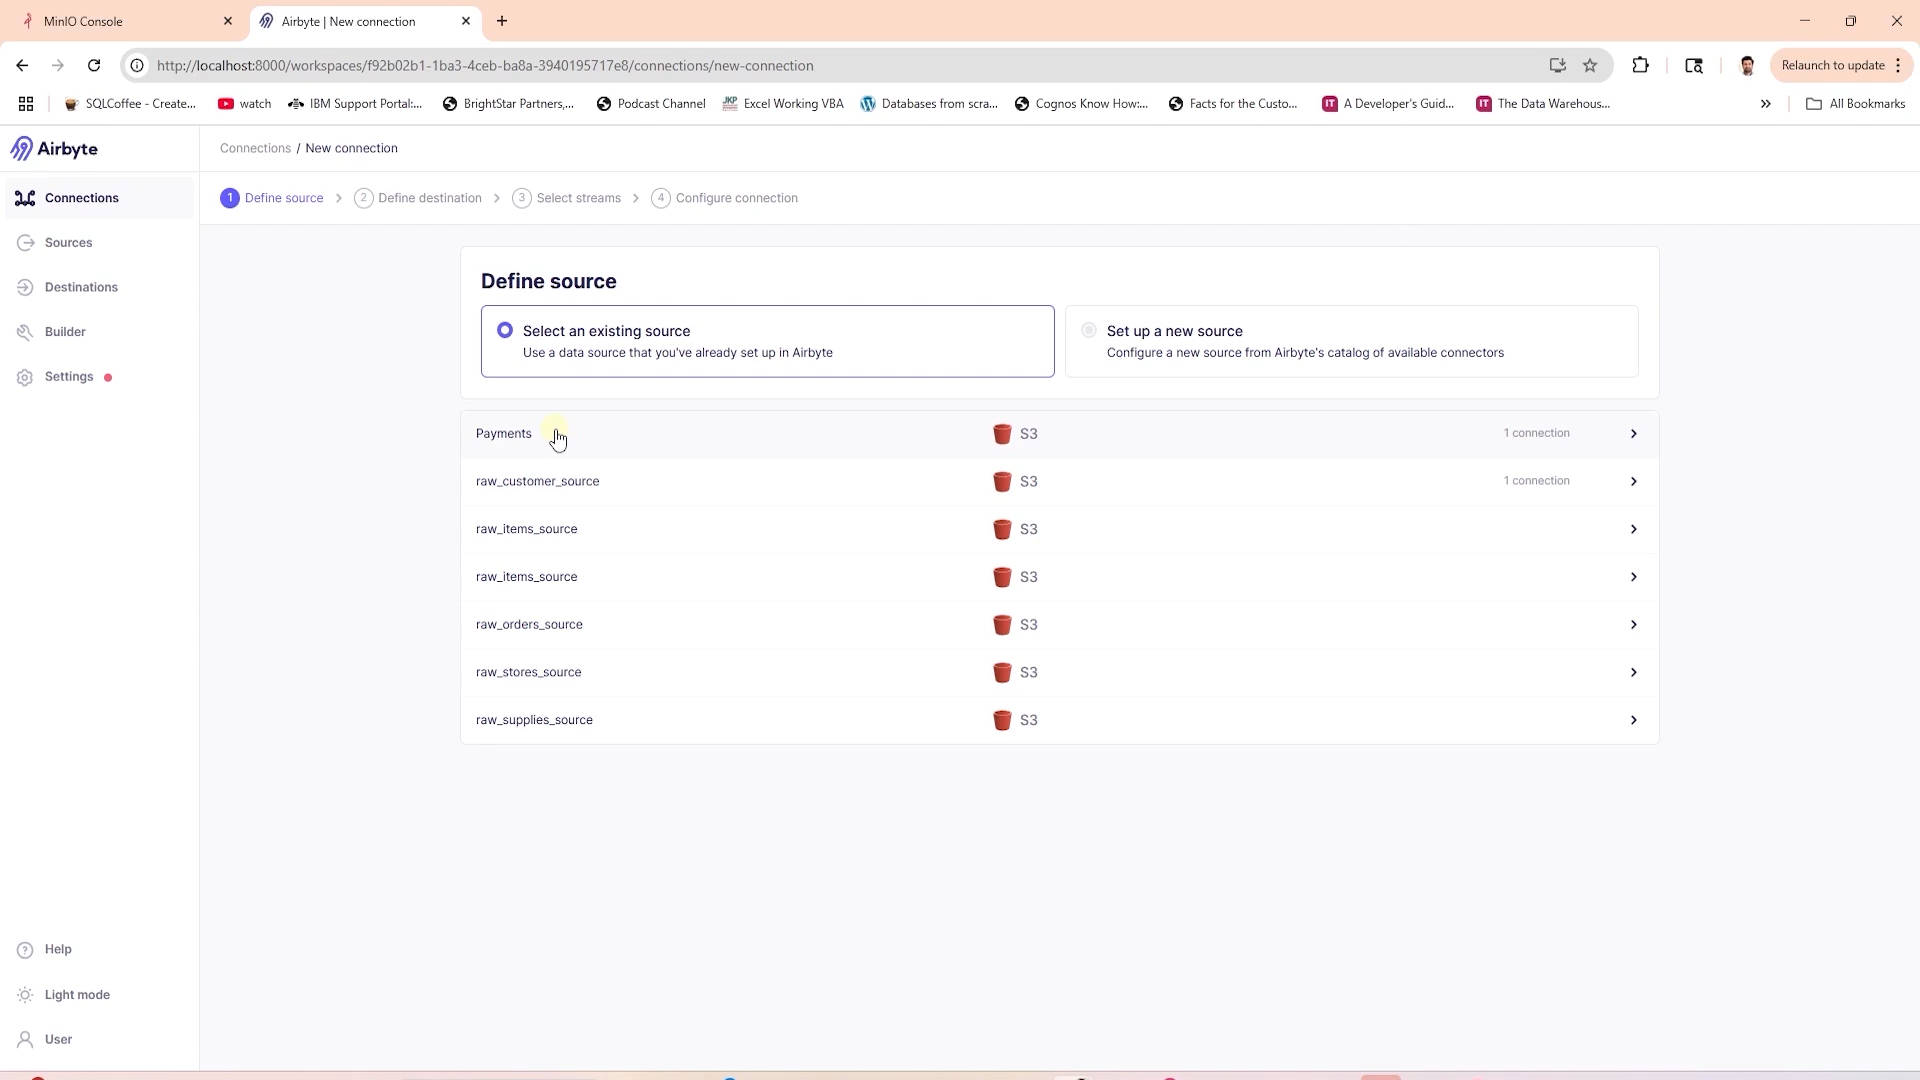 MinIO Console
Airbyte | New connection
http://localhost:8000/workspaces/f92b02b1-1ba3-4ceb-ba8a-3940195717e8/connections/new-connection
Relaunch to update
SQLCoffee - Create...
watch
IBM Support Portal:...
BrightStar Partners,...
Podcast Channel
JKP Excel Working VBA
Databases from scra...
Cognos Know How:...
Facts for the Custo...
IT A Developer's Guid...
IT The Data Warehous...
» All Bookmarks
Airbyte
Connections / New connection
Connections
Sources
Destinations
Builder
Settings
1 Define source > 2 Define destination > 3 Select streams > 4 Configure connection
Define source
Select an existing source
Use a data source that you've already set up in Airbyte
Set up a new source
Configure a new source from Airbyte's catalog of available connectors
Payments S3 1 connection
raw_customer_source S3 1 connection
raw_items_source S3
raw_items_source S3
raw_orders_source S3
raw_stores_source S3
raw_supplies_source S3
Help
Light mode
User